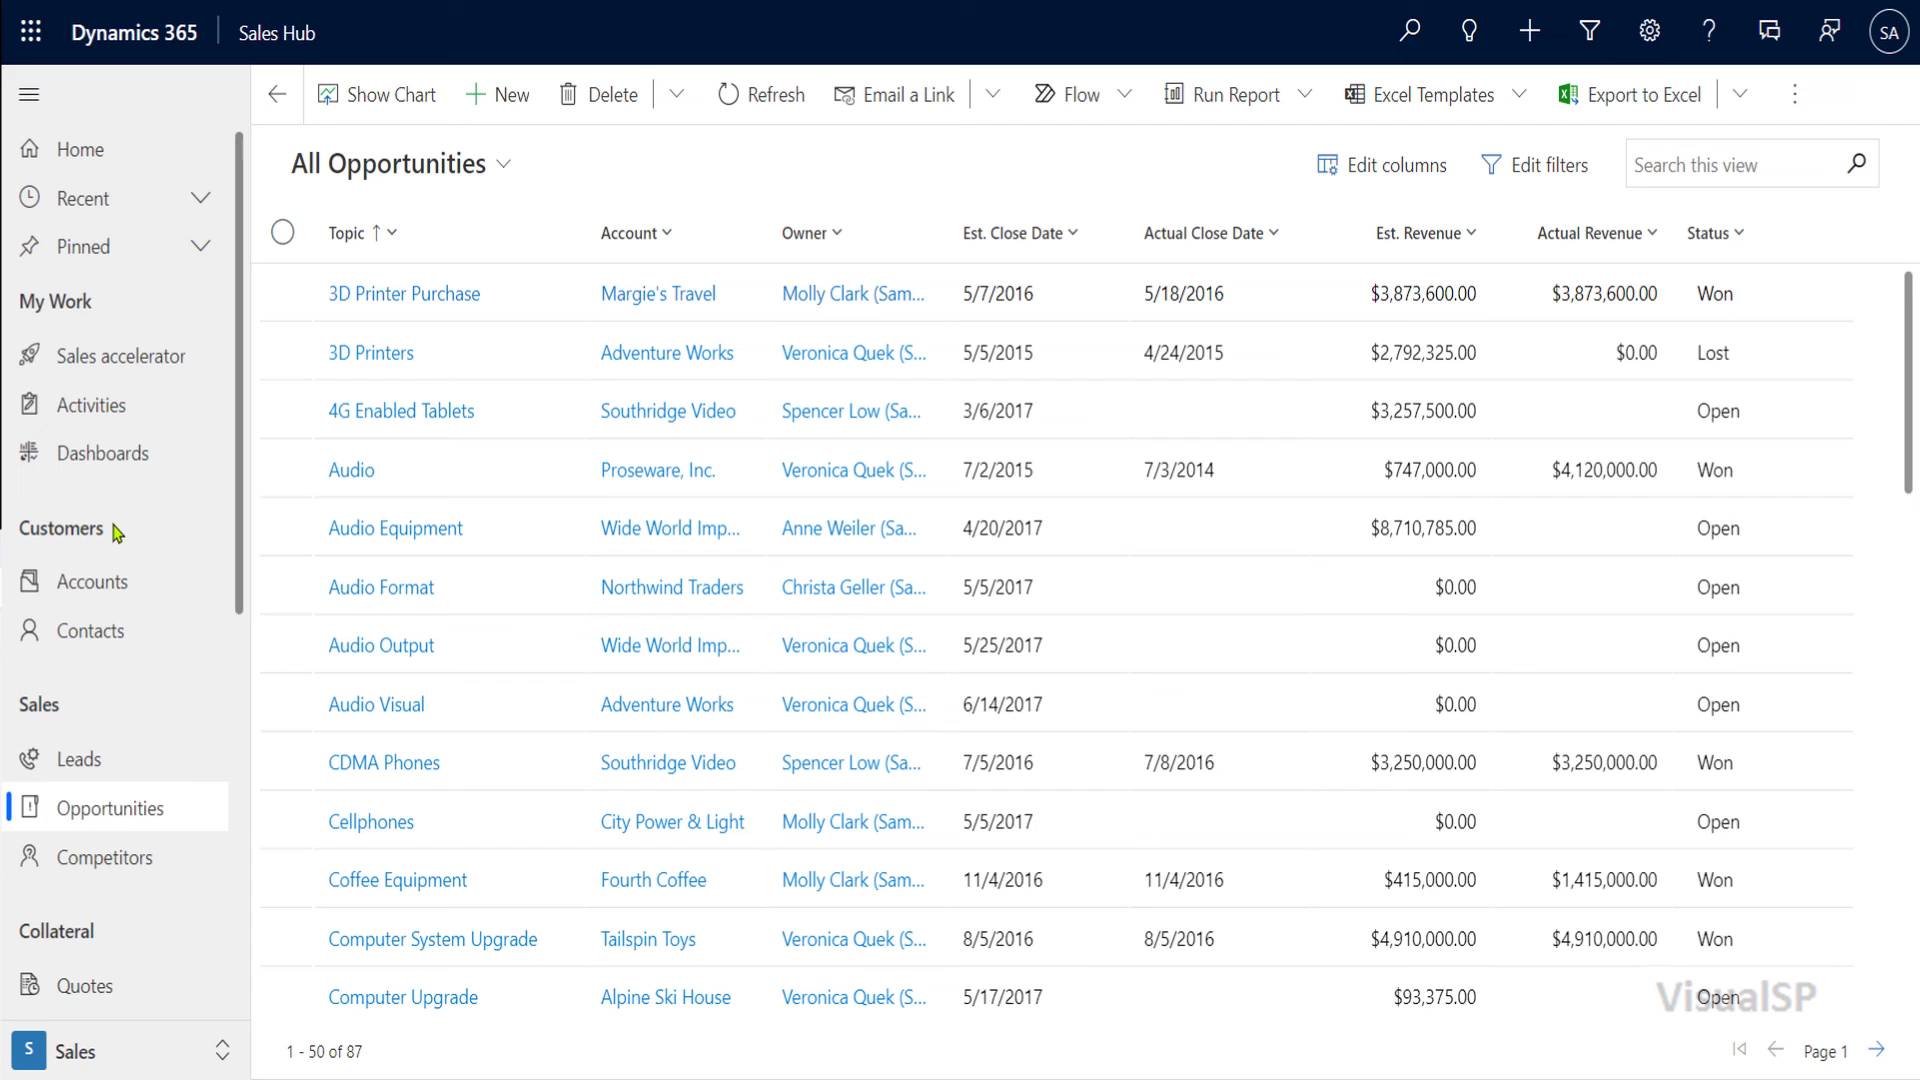 Dynamics 365 Sales Hub SA
Show Chart New Delete Refresh Email a Link Flow Run Report Excel Templates Export to Excel
Home
Recent
Pinned
My Work
Sales accelerator
Activities
Dashboards
Customers
Accounts
Contacts
Sales
Leads
Opportunities
Competitors
Collateral
Quotes
S Sales
All Opportunities Edit columns Edit filters Search this view
Topic ↑ Account Owner Est. Close Date Actual Close Date Est. Revenue Actual Revenue Status
3D Printer Purchase Margie's Travel Molly Clark (Sam... 5/7/2016 5/18/2016 $3,873,600.00 $3,873,600.00 Won
3D Printers Adventure Works Veronica Quek (S... 5/5/2015 4/24/2015 $2,792,325.00 $0.00 Lost
4G Enabled Tablets Southridge Video Spencer Low (Sa... 3/6/2017 $3,257,500.00 Open
Audio Proseware, Inc. Veronica Quek (S... 7/2/2015 7/3/2014 $747,000.00 $4,120,000.00 Won
Audio Equipment Wide World Imp... Anne Weiler (Sa... 4/20/2017 $8,710,785.00 Open
Audio Format Northwind Traders Christa Geller (Sa... 5/5/2017 $0.00 Open
Audio Output Wide World Imp... Veronica Quek (S... 5/25/2017 $0.00 Open
Audio Visual Adventure Works Veronica Quek (S... 6/14/2017 $0.00 Open
CDMA Phones Southridge Video Spencer Low (Sa... 7/5/2016 7/8/2016 $3,250,000.00 $3,250,000.00 Won
Cellphones City Power & Light Molly Clark (Sam... 5/5/2017 $0.00 Open
Coffee Equipment Fourth Coffee Molly Clark (Sam... 11/4/2016 11/4/2016 $415,000.00 $1,415,000.00 Won
Computer System Upgrade Tailspin Toys Veronica Quek (S... 8/5/2016 8/5/2016 $4,910,000.00 $4,910,000.00 Won
Computer Upgrade Alpine Ski House Veronica Quek (S... 5/17/2017 $93,375.00 Open
VisualSP
1 - 50 of 87 Page 1